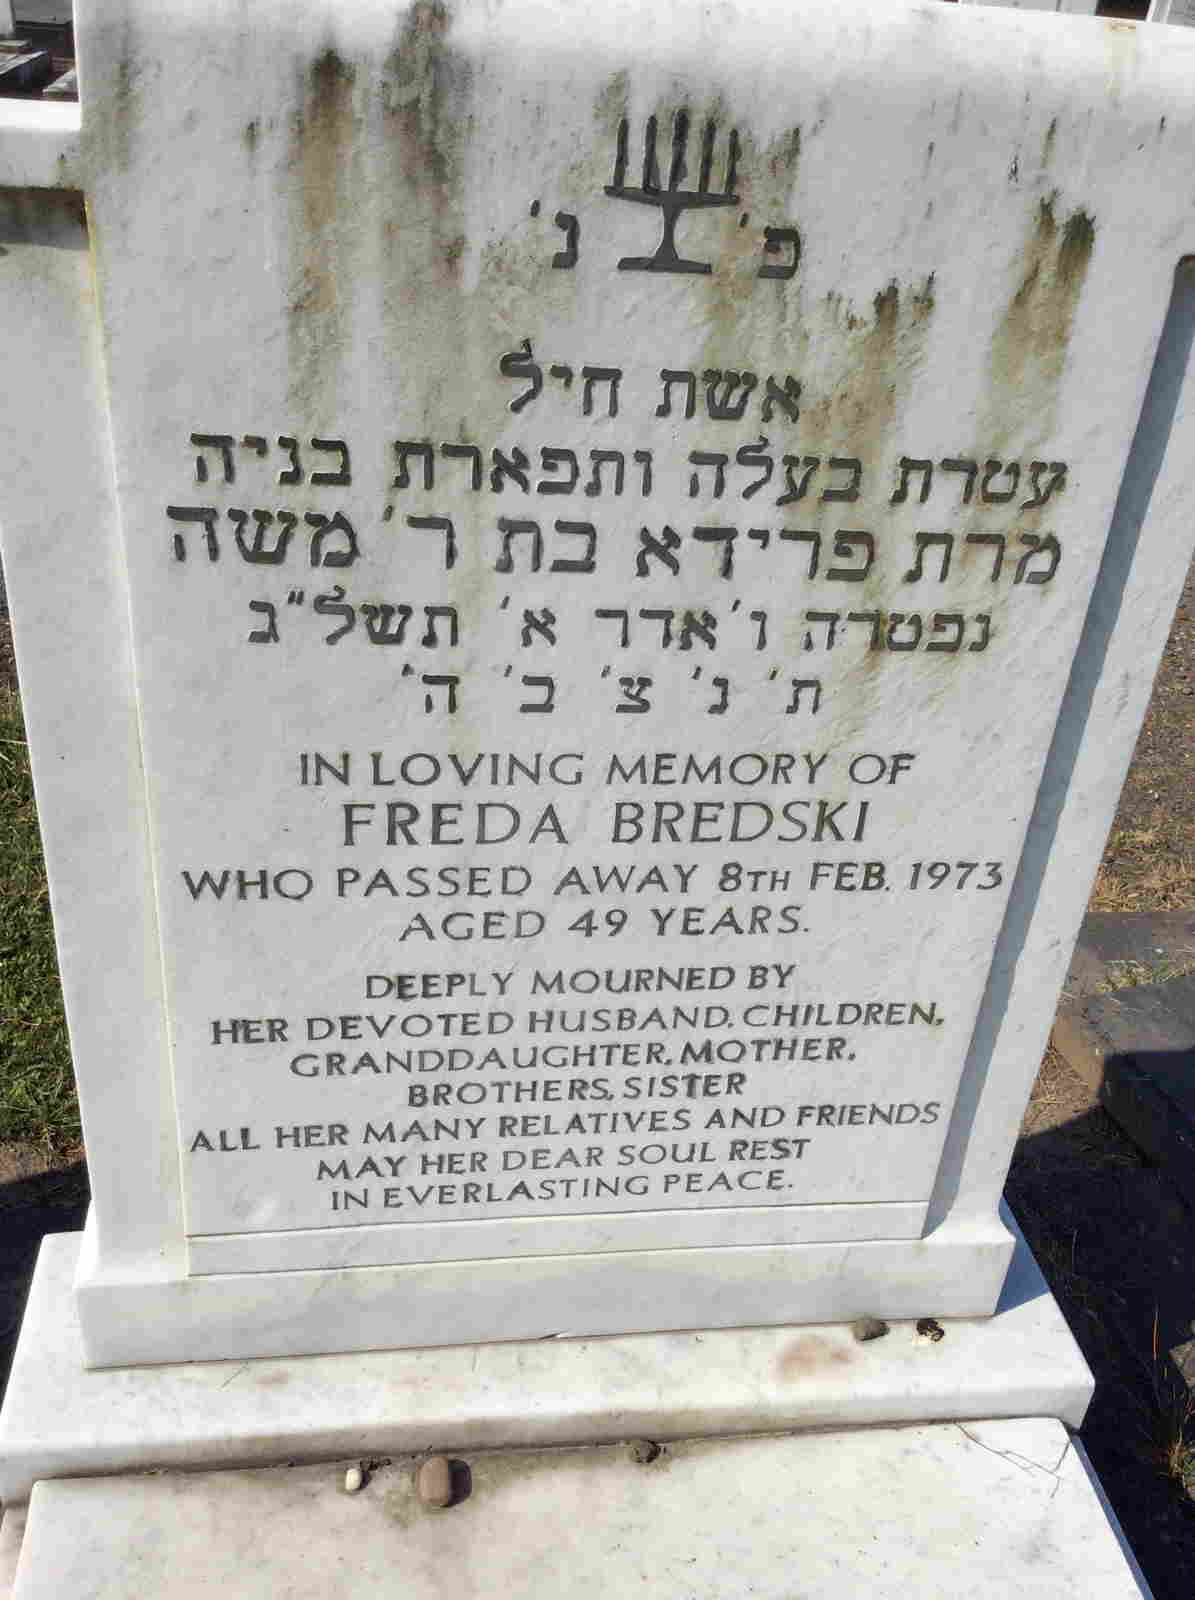 פ׳ נ׳
אשת חיל
עטרת בעלה ותפארת בניה
מרת פרידא בת ר׳ משה
נפטרה ו׳ אדר א׳ תשל״ג
ת׳ נ׳ צ׳ ב׳ ה׳
IN LOVING MEMORY OF
FREDA BREDSKI
WHO PASSED AWAY 8TH FEB. 1973
AGED 49 YEARS.
DEEPLY MOURNED BY
HER DEVOTED HUSBAND. CHILDREN.
GRANDDAUGHTER. MOTHER.
BROTHERS, SISTER
ALL HER MANY RELATIVES AND FRIENDS
MAY HER DEAR SOUL REST
IN EVERLASTING PEACE.